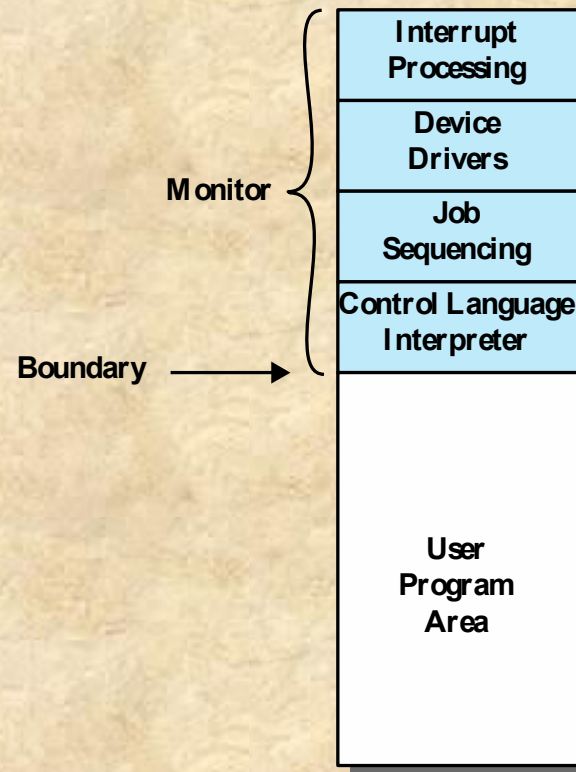 Interrupt
Processing
Device
Drivers
Monitor
Job
Sequencing
Control Language
Interpreter
Boundary
User
Program
Area